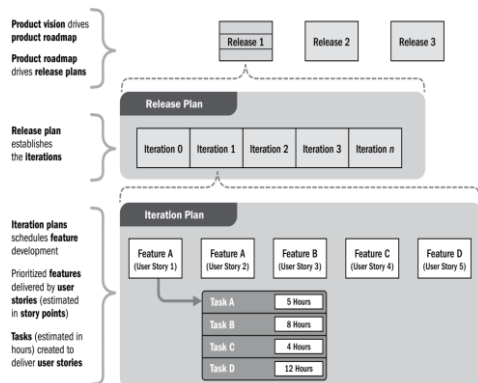 Product vision drives
product roadmap
Product roadmap
drives release plans
Release 1
Release 2
Release 3
Release Plan
Release plan
establishes
the iterations
Iteration 0
Iteration 1
Iteration 2
Iteration 3
Iteration n
Iteration Plan
Iteration plans
schedules feature
development
Prioritized features
delivered by user
stories (estimated
in story points)
Tasks (estimated in
hours) created to
deliver user stories
Feature A
(User Story 1)
Feature A
(User Story 2)
Feature B
(User Story 3)
Feature C
(User Story 4)
Feature D
(User Story 5)
Task A
5 Hours
Task B
8 Hours
Task C
4 Hours
Task D
12 Hours